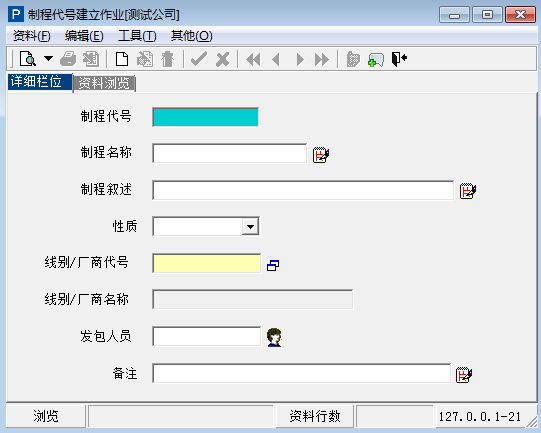 制程代号建立作业[测试公司]
资料(F) 编辑(E) 工具(T) 其他(O)
详细栏位 资料浏览
制程代号
制程名称
制程叙述
性质
线别/厂商代号
线别/厂商名称
发包人员
备注
浏览 资料行数 127.0.0.1-21